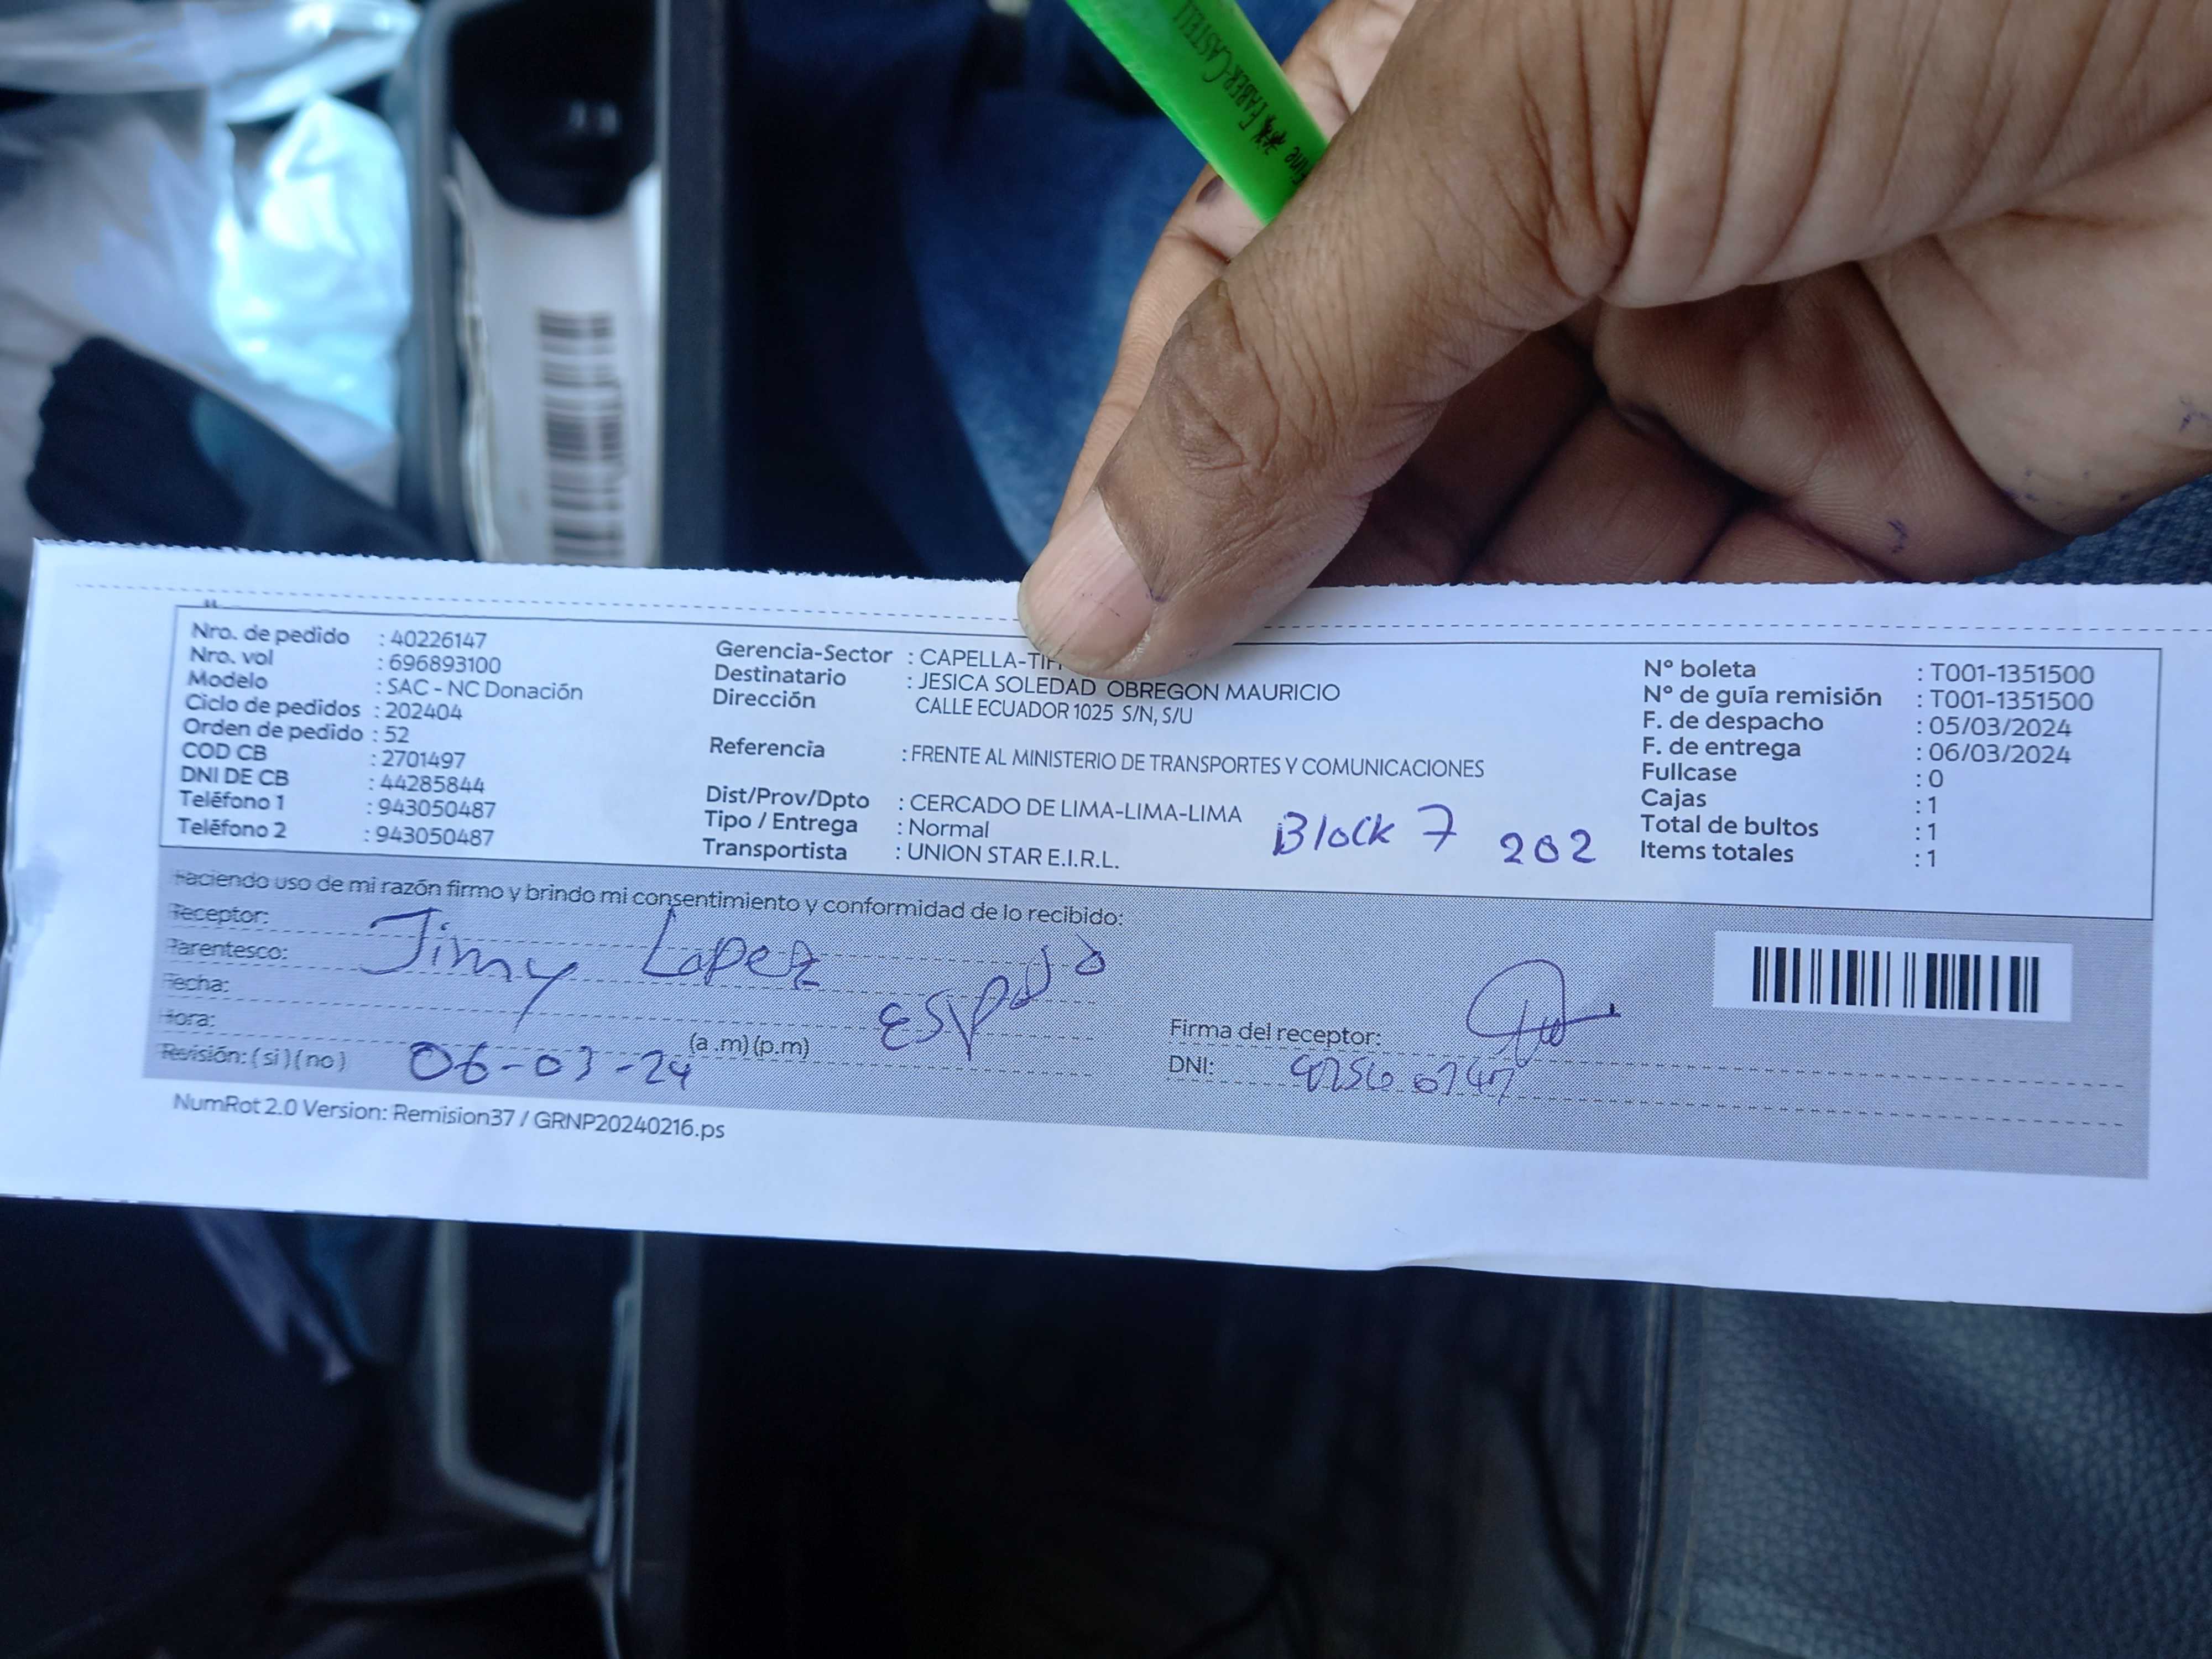 FABER-CASTELL
Nro. de pedido : 40226147
Nro. vol : 696893100
Modelo : SAC - NC Donación
Ciclo de pedidos : 202404
Orden de pedido : 52
COD CB : 2701497
DNI DE CB : 44285844
Teléfono 1 : 943050487
Teléfono 2 : 943050487
Gerencia-Sector : CAPELLA-
Destinatario : JESICA SOLEDAD OBREGON MAURICIO
Dirección CALLE ECUADOR 1025 S/N, S/U
Referencia : FRENTE AL MINISTERIO DE TRANSPORTES Y COMUNICACIONES
Dist/Prov/Dpto : CERCADO DE LIMA-LIMA-LIMA
Tipo / Entrega : Normal
Transportista : UNION STAR E.I.R.L.
Block 7 202
N° boleta : T001-1351500
N° de guía remisión : T001-1351500
F. de despacho : 05/03/2024
F. de entrega : 06/03/2024
Fullcase : 0
Cajas : 1
Total de bultos : 1
Items totales : 1
Haciendo uso de mi razón firmo y brindo mi consentimiento y conformidad de lo recibido:
Receptor: Jimy Lopez
Parentesco: Esposo
Fecha:
Hora: (a .m) (p.m)
Revisión: ( si ) ( no ) 06-03-24
Firma del receptor:
DNI:
NumRot 2.0 Version: Remision37 / GRNP20240216.ps